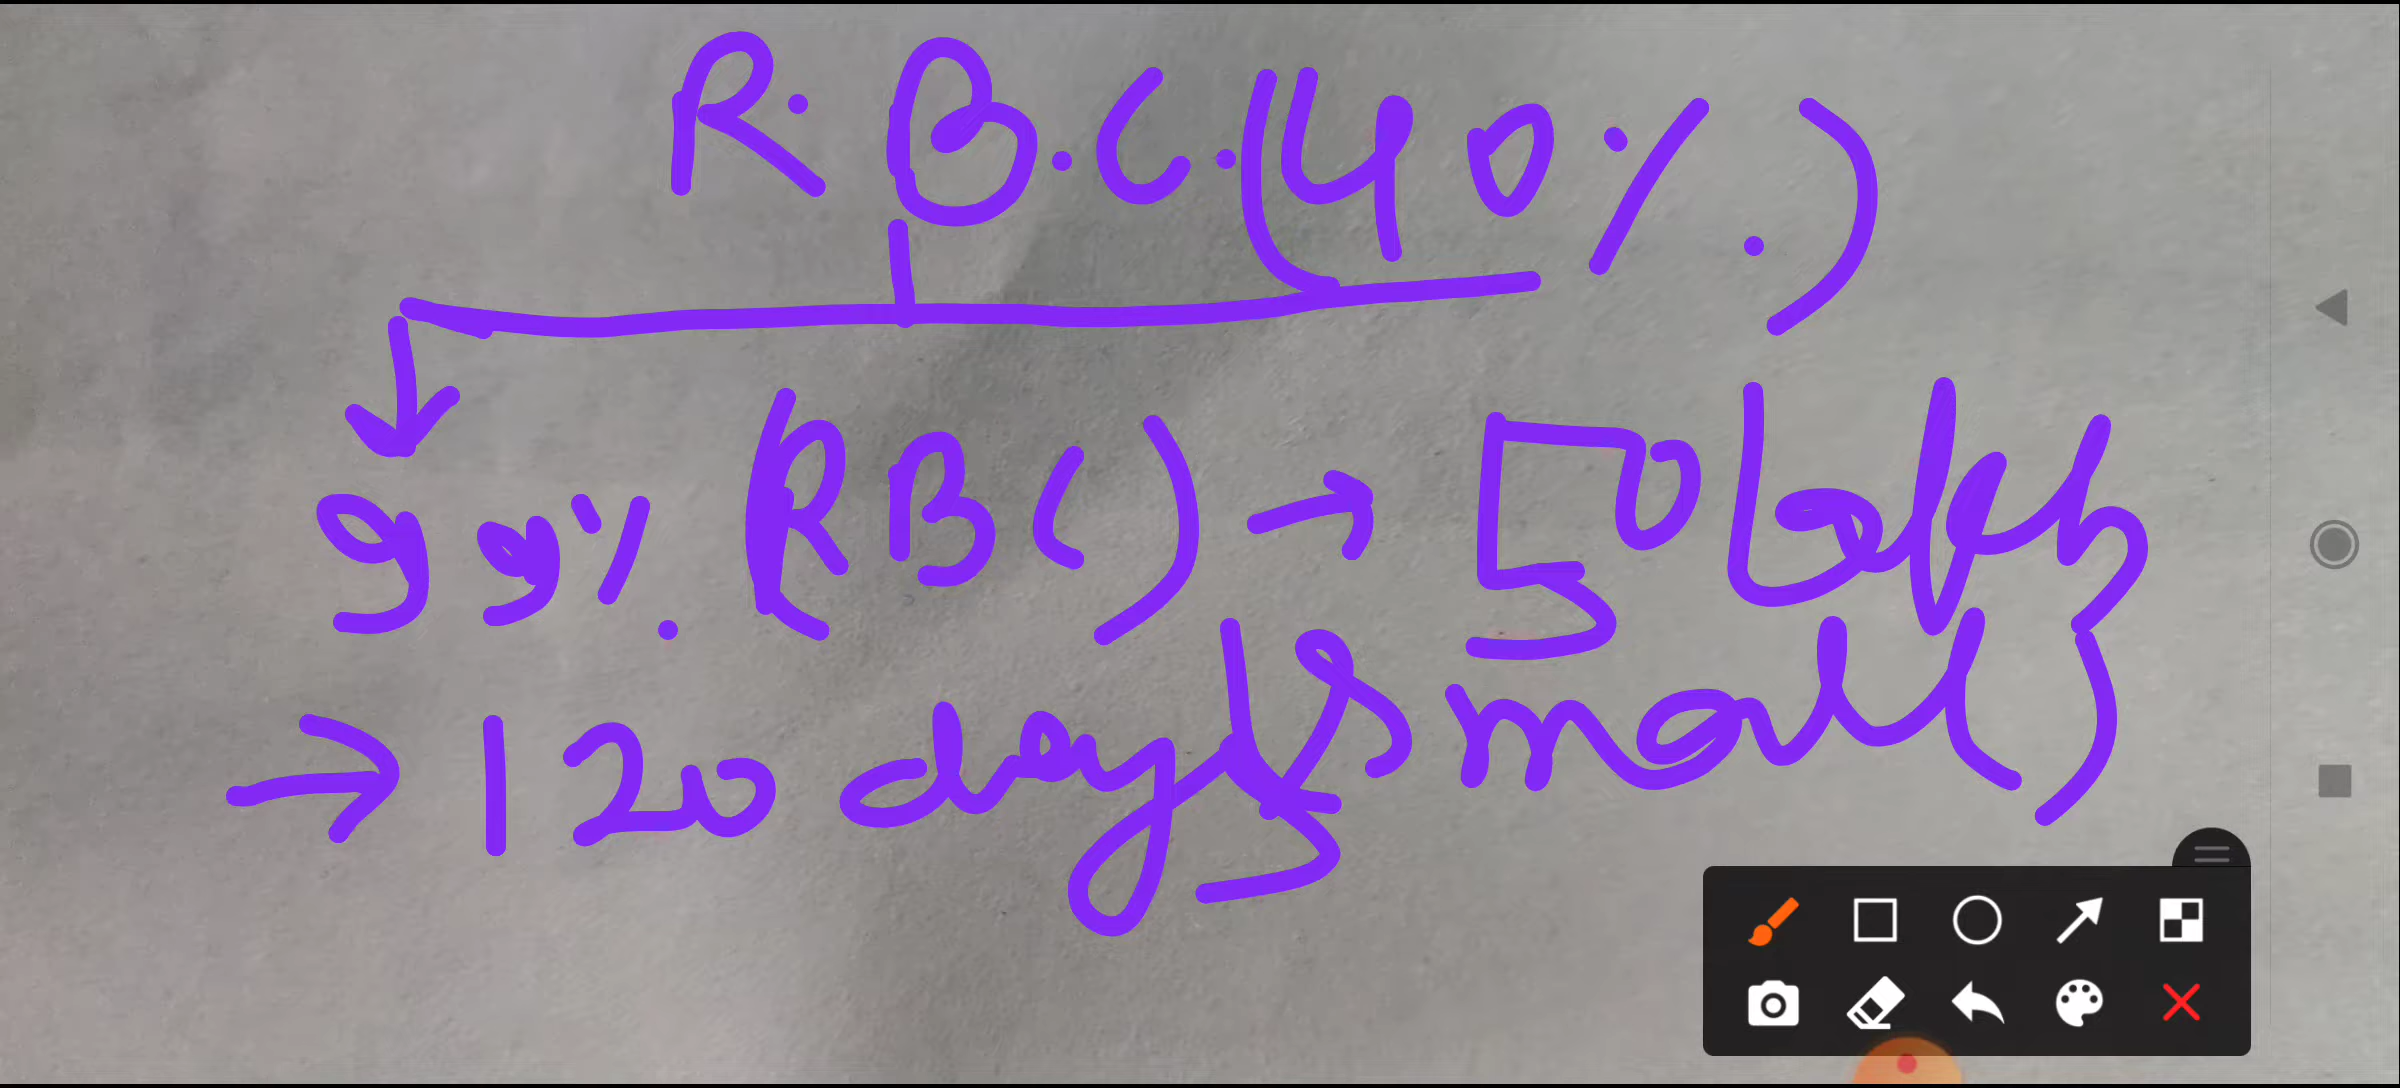 R.B.C.(40%.)
99%. (RBC) → 50 lakh
→ 120 days (small)